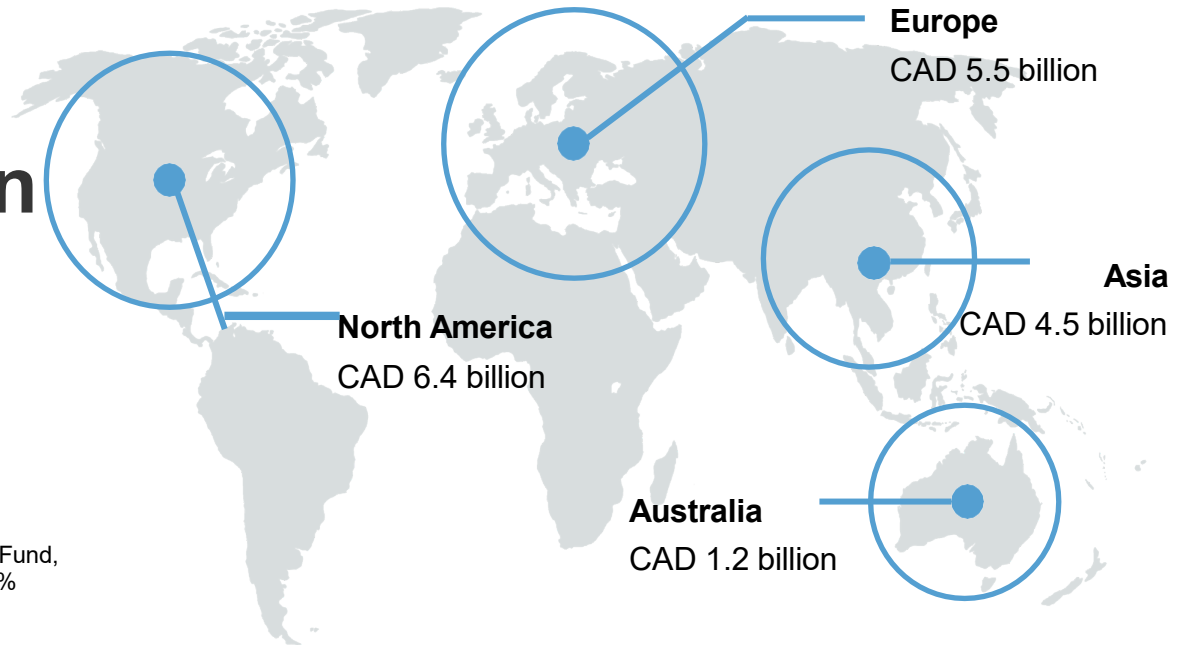 Europe
CAD 5.5 billion
n
Asia
CAD 4.5 billion
North America
CAD 6.4 billion
Australia
CAD 1.2 billion
Fund,
%